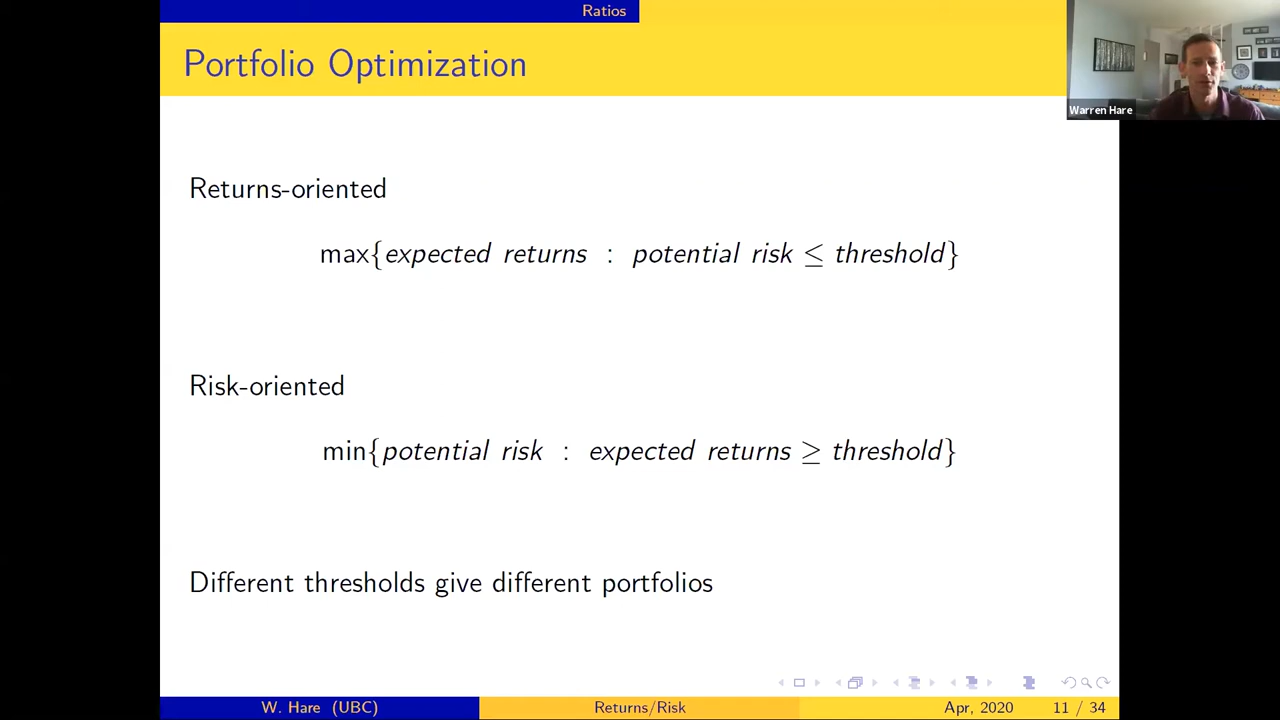 Ratios
Portfolio Optimization
Warren Hare
Returns-oriented
max{expected returns : potential risk ≤ threshold}
Risk-oriented
min{potential risk : expected returns ≥ threshold}
Different thresholds give different portfolios
W. Hare (UBC) Returns/Risk Apr, 2020 11 / 34